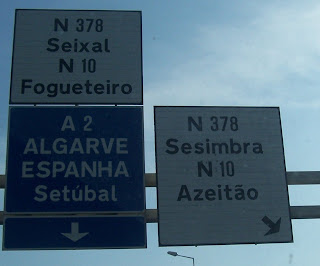 N 378
Seixal
N 10
Fogueteiro
A 2
ALGARVE
ESPANHA
Setúbal
N 378
Sesimbra
N 10
Azeitão